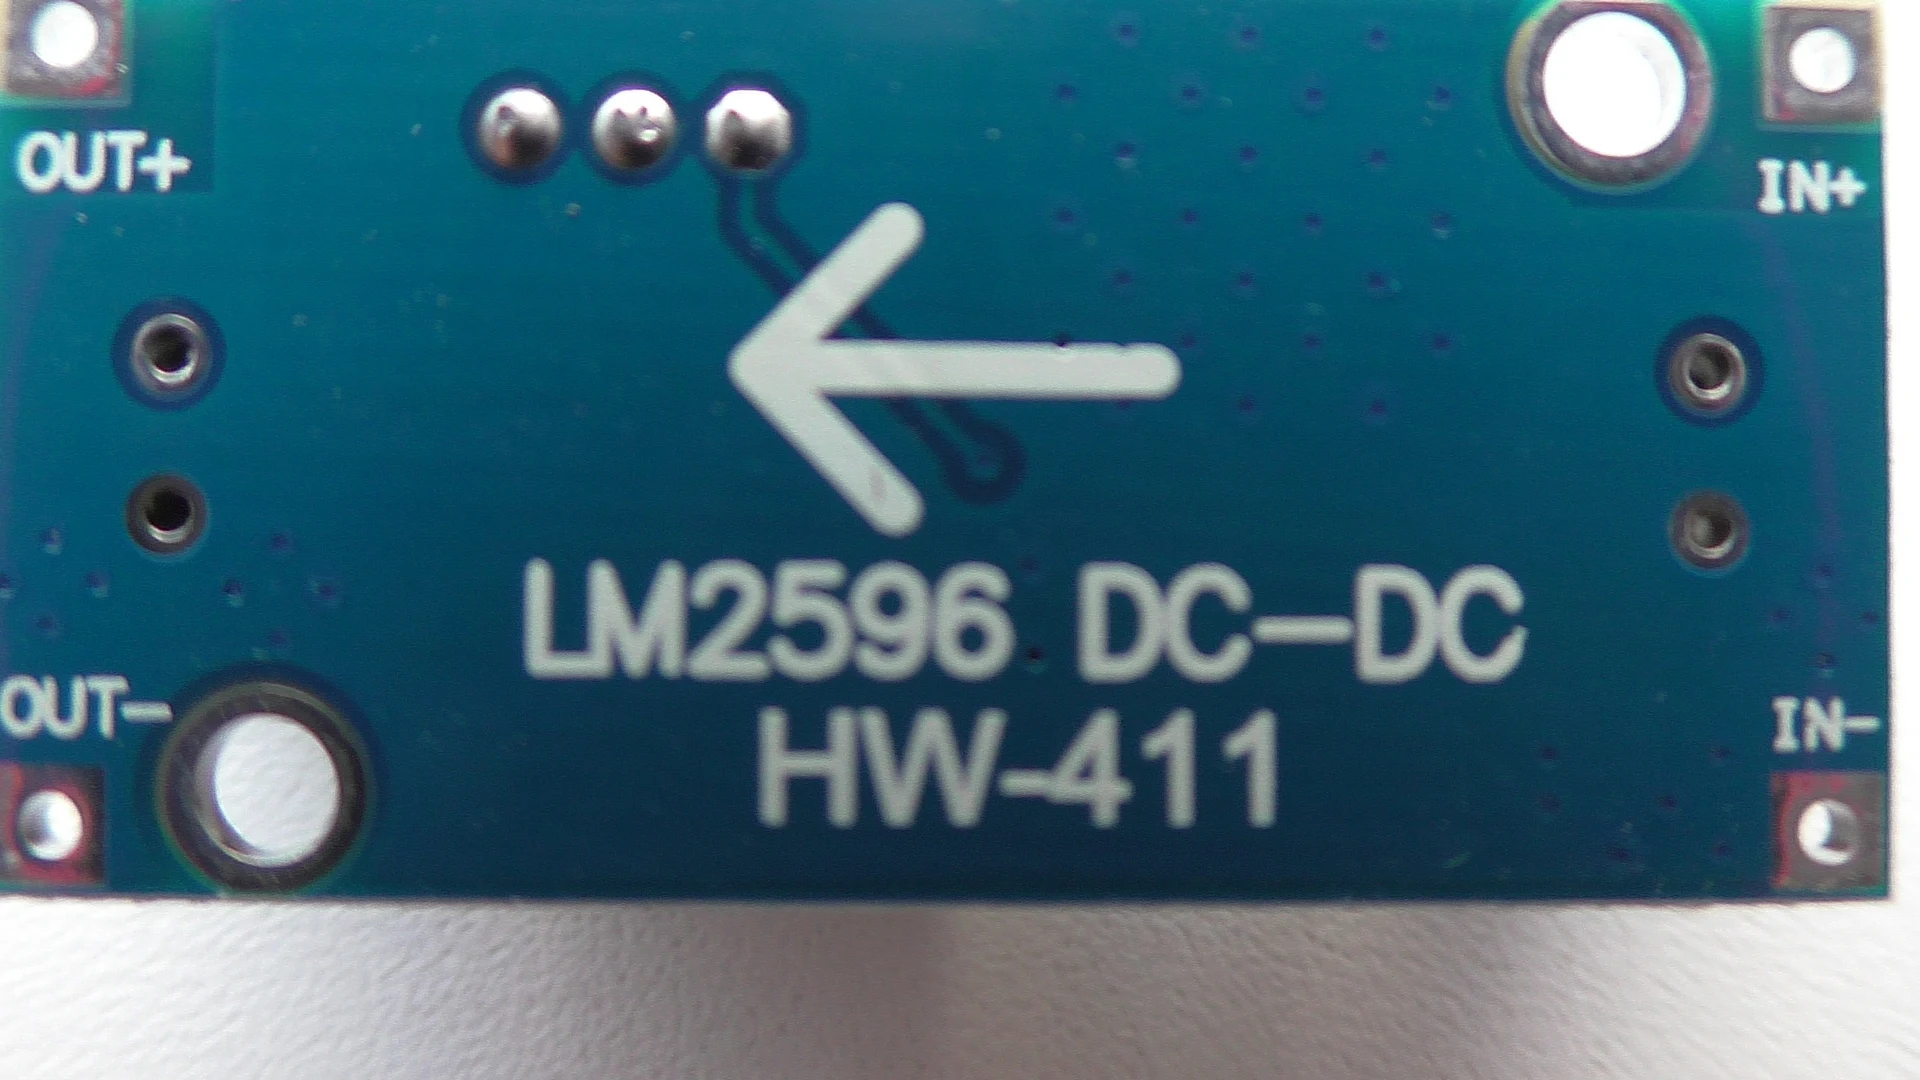 OUT+
IN+
LM2596 DC-DC
OUT-
HW-411
IN-